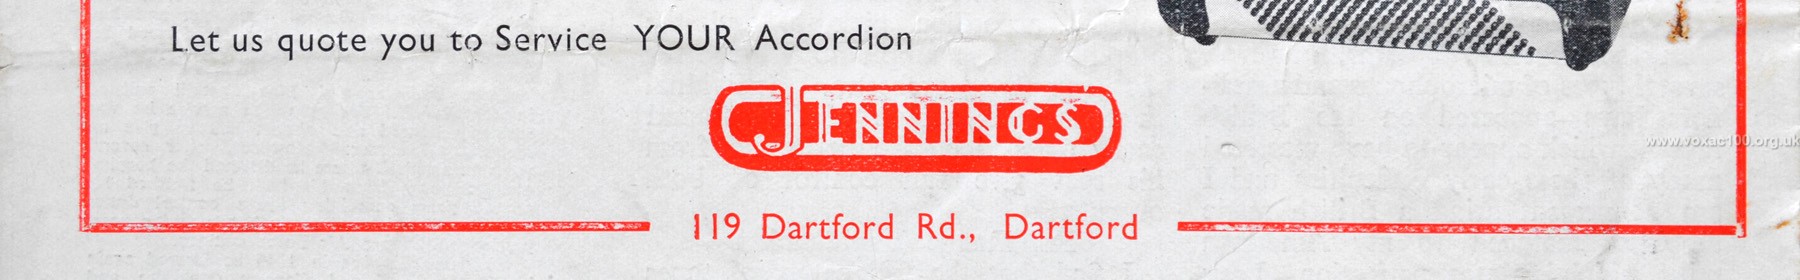 Let us quote you to Service YOUR Accordion
JENNINGS
www.voxac100.org.uk
119 Dartford Rd., Dartford